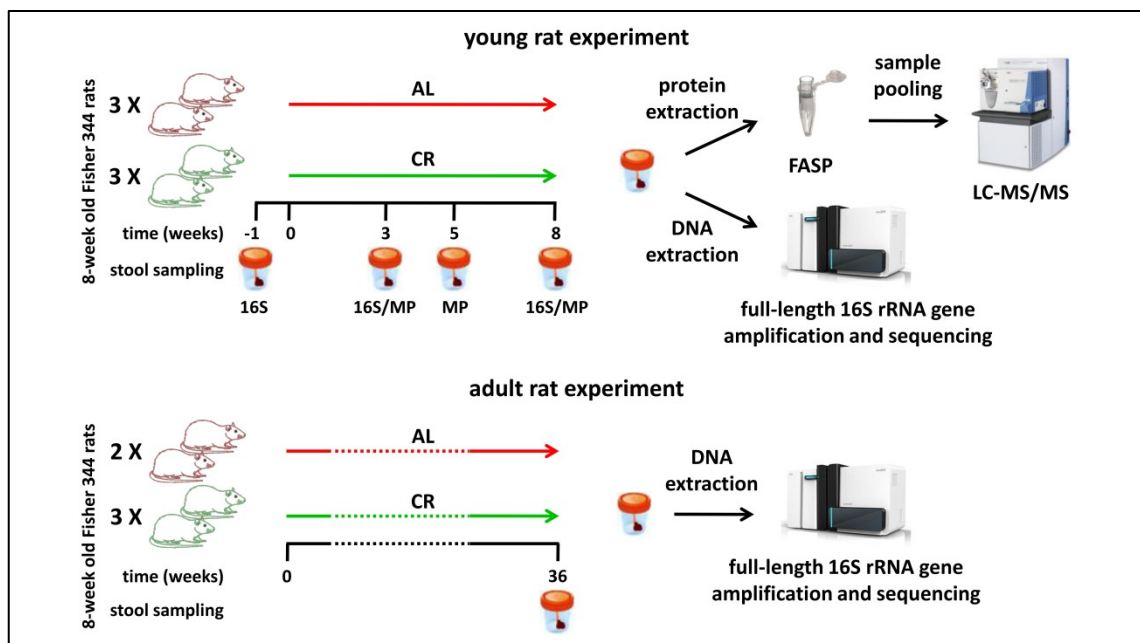 young rat experiment
8-week old Fisher 344 rats
3 X
AL
3 X
CR
time (weeks)
-1 0 3 5 8
stool sampling
16S 16S/MP MP 16S/MP
protein
extraction
FASP
sample
pooling
LC-MS/MS
DNA
extraction
full-length 16S rRNA gene
amplification and sequencing
adult rat experiment
8-week old Fisher 344 rats
2 X
AL
3 X
CR
time (weeks)
0 36
stool sampling
DNA
extraction
full-length 16S rRNA gene
amplification and sequencing